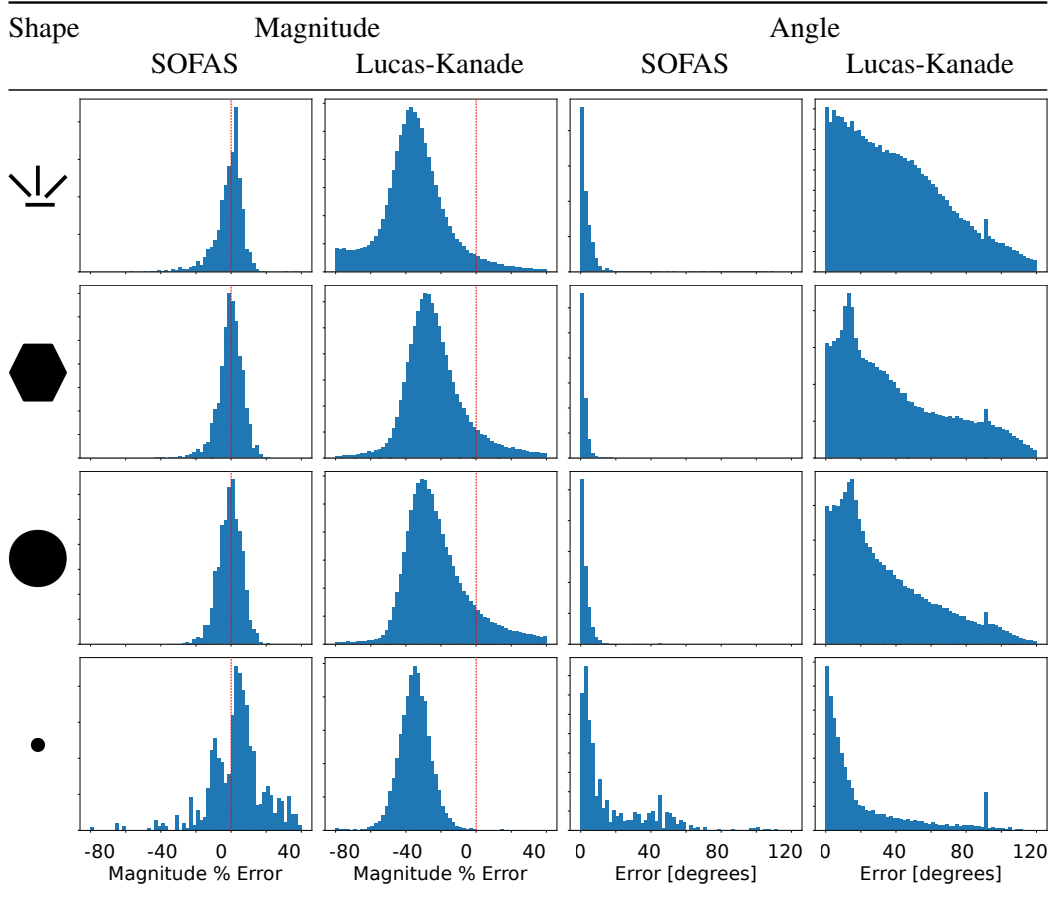 Shape Magnitude Angle
SOFAS Lucas-Kanade SOFAS Lucas-Kanade
-80 -40 0 40 -80 -40 0 40 0 40 80 120 0 40 80 120
Magnitude % Error Magnitude % Error Error [degrees] Error [degrees]